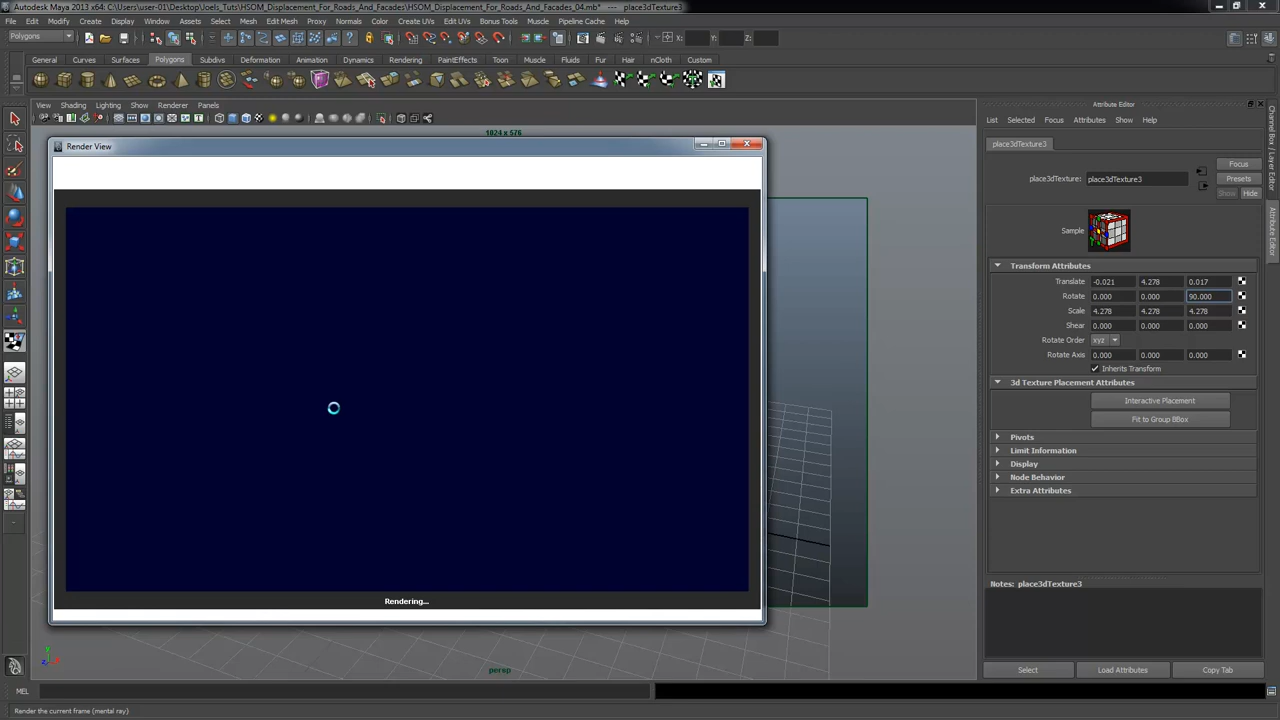 Autodesk Maya 2013 x64: C:\Users\user-01\Desktop\Joels_Tuts\HSOM_Displacement_For_Roads_And_Facades\HSOM_Displacement_For_Roads_And_Facades_04.mb* --- place3dTexture3
File Edit Modify Create Display Window Assets Select Mesh Edit Mesh Proxy Normals Color Create UVs Edit UVs Bonus Tools Muscle Pipeline Cache Help
Polygons X: Y: Z:
General Curves Surfaces Polygons Subdivs Deformation Animation Dynamics Rendering PaintEffects Toon Muscle Fluids Fur Hair nCloth Custom
View Shading Lighting Show Renderer Panels
Attribute Editor
List Selected Focus Attributes Show Help
1024 x 576
Render View
place3dTexture3
Focus
place3dTexture: place3dTexture3 Presets
Show Hide
Sample
Transform Attributes
Translate -0.021 4.278 0.017
Rotate 0.000 0.000 90.000
Scale 4.278 4.278 4.278
Shear 0.000 0.000 0.000
Rotate Order xyz
Rotate Axis 0.000 0.000 0.000
Inherits Transform
3d Texture Placement Attributes
Interactive Placement
Fit to Group BBox
Pivots
Limit Information
Display
Node Behavior
Extra Attributes
Notes: place3dTexture3
Rendering...
persp
Select Load Attributes Copy Tab
MEL
Render the current frame (mental ray)
Channel Box / Layer Editor
Attribute Editor